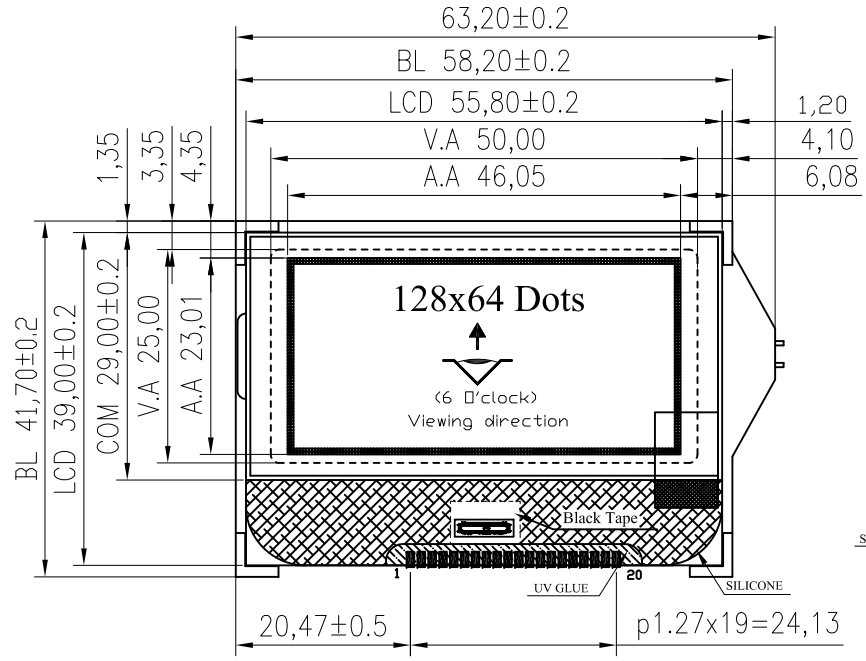 63,20±0.2
BL 58,20±0.2
LCD 55,80±0.2
1,20
V.A 50,00
4,10
A.A 46,05
6,08
1,35
3,35
4,35
BL 41,70±0.2
LCD 39,00±0.2
COM 29,00±0.2
V.A 25,00
A.A 23,01
128x64 Dots
(6 O'clock)
Viewing direction
Black Tape
S
1
20
UV GLUE
SILICONE
20,47±0.5
p1.27x19=24,13